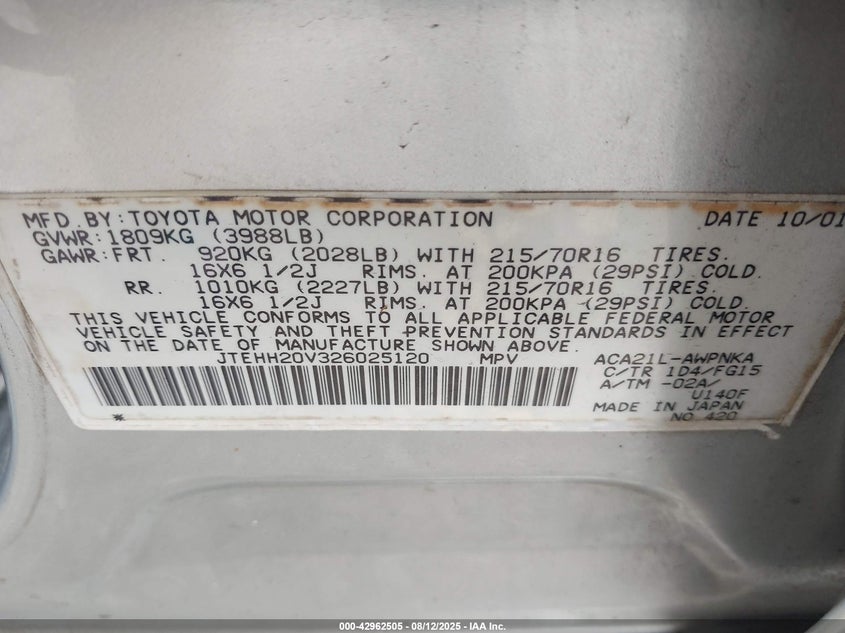 MFD. BY: TOYOTA MOTOR CORPORATION DATE 10/01
GVWR: 1809KG (3988LB)
GAWR: FRT. 920KG (2028LB) WITH 215/70R16 TIRES.
16X6 1/2J RIMS. AT 200KPA (29PSI) COLD.
RR. 1010KG (2227LB) WITH 215/70R16 TIRES.
16X6 1/2J RIMS. AT 200KPA (29PSI) COLD.
THIS VEHICLE CONFORMS TO ALL APPLICABLE FEDERAL MOTOR
VEHICLE SAFETY AND THEFT PREVENTION STANDARDS IN EFFECT
ON THE DATE OF MANUFACTURE SHOWN ABOVE.
JTEHH20V326025120 MPV ACA21L-AWPNKA
C/TR 1D4/FG15
A/TM -02A/
U140F
MADE IN JAPAN
NO 420
000-42962505 - 08/12/2025 - IAA Inc.